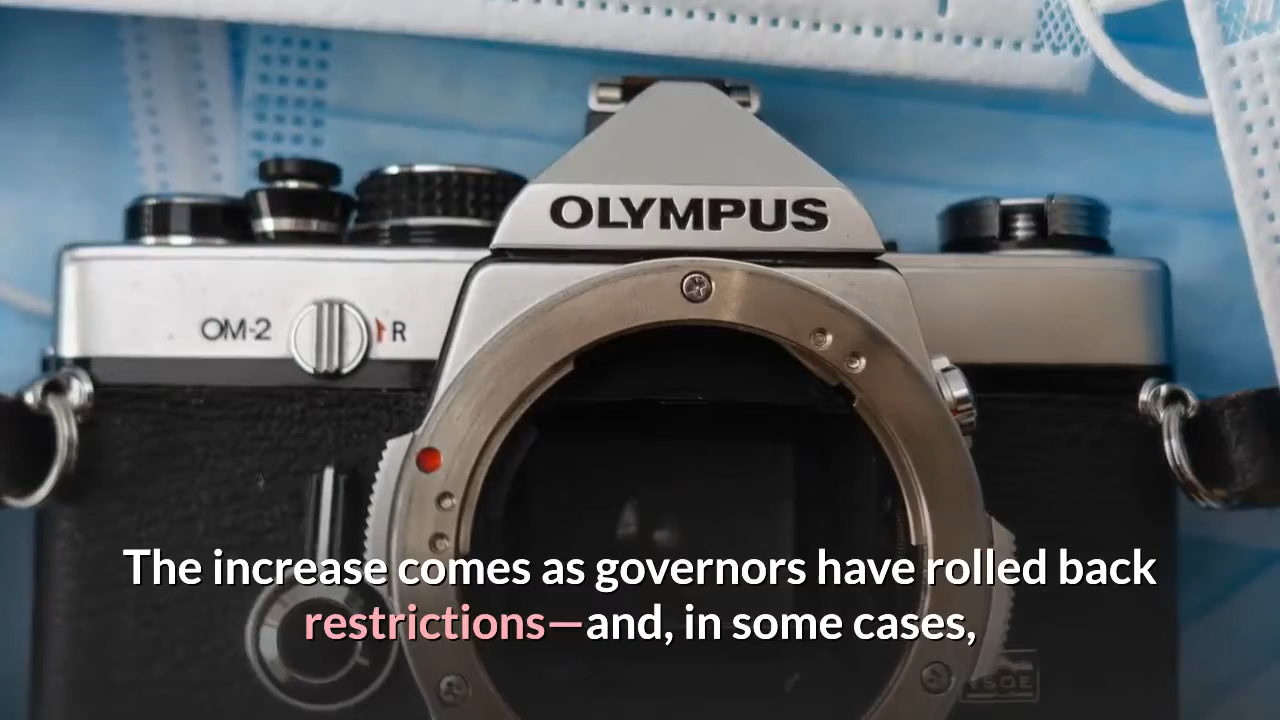 OLYMPUS
OM-2
R
The increase comes as governors have rolled back
restrictions—and, in some cases,